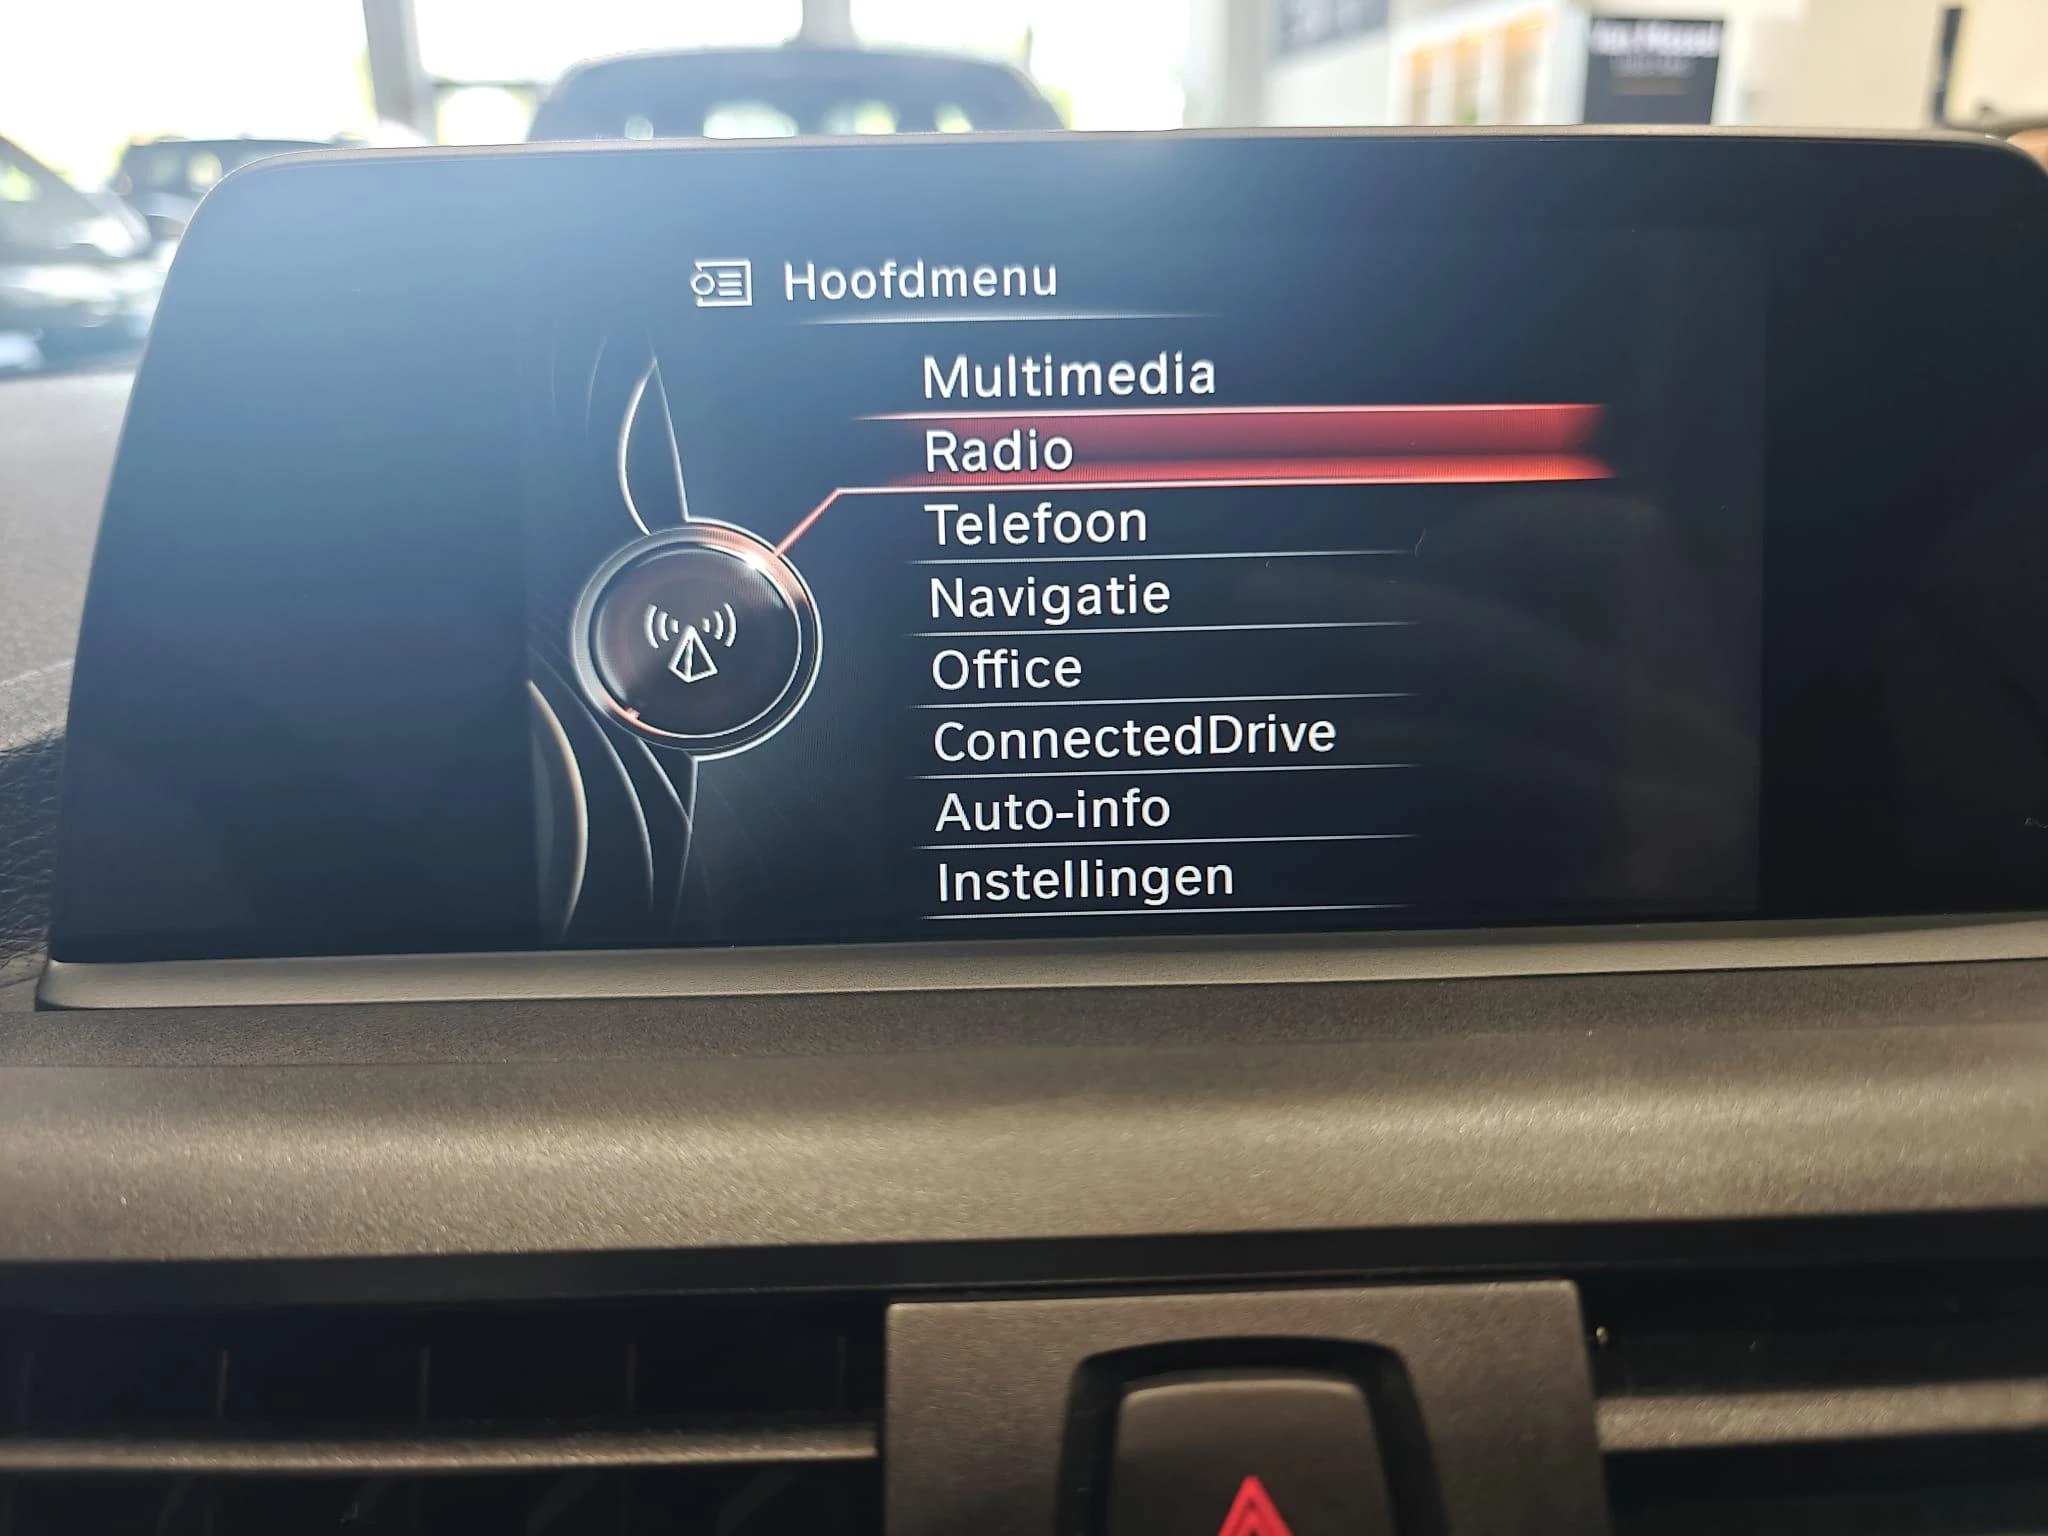 Hoofdmenu
Multimedia
Radio
Telefoon
Navigatie
Office
ConnectedDrive
Auto-info
Instellingen